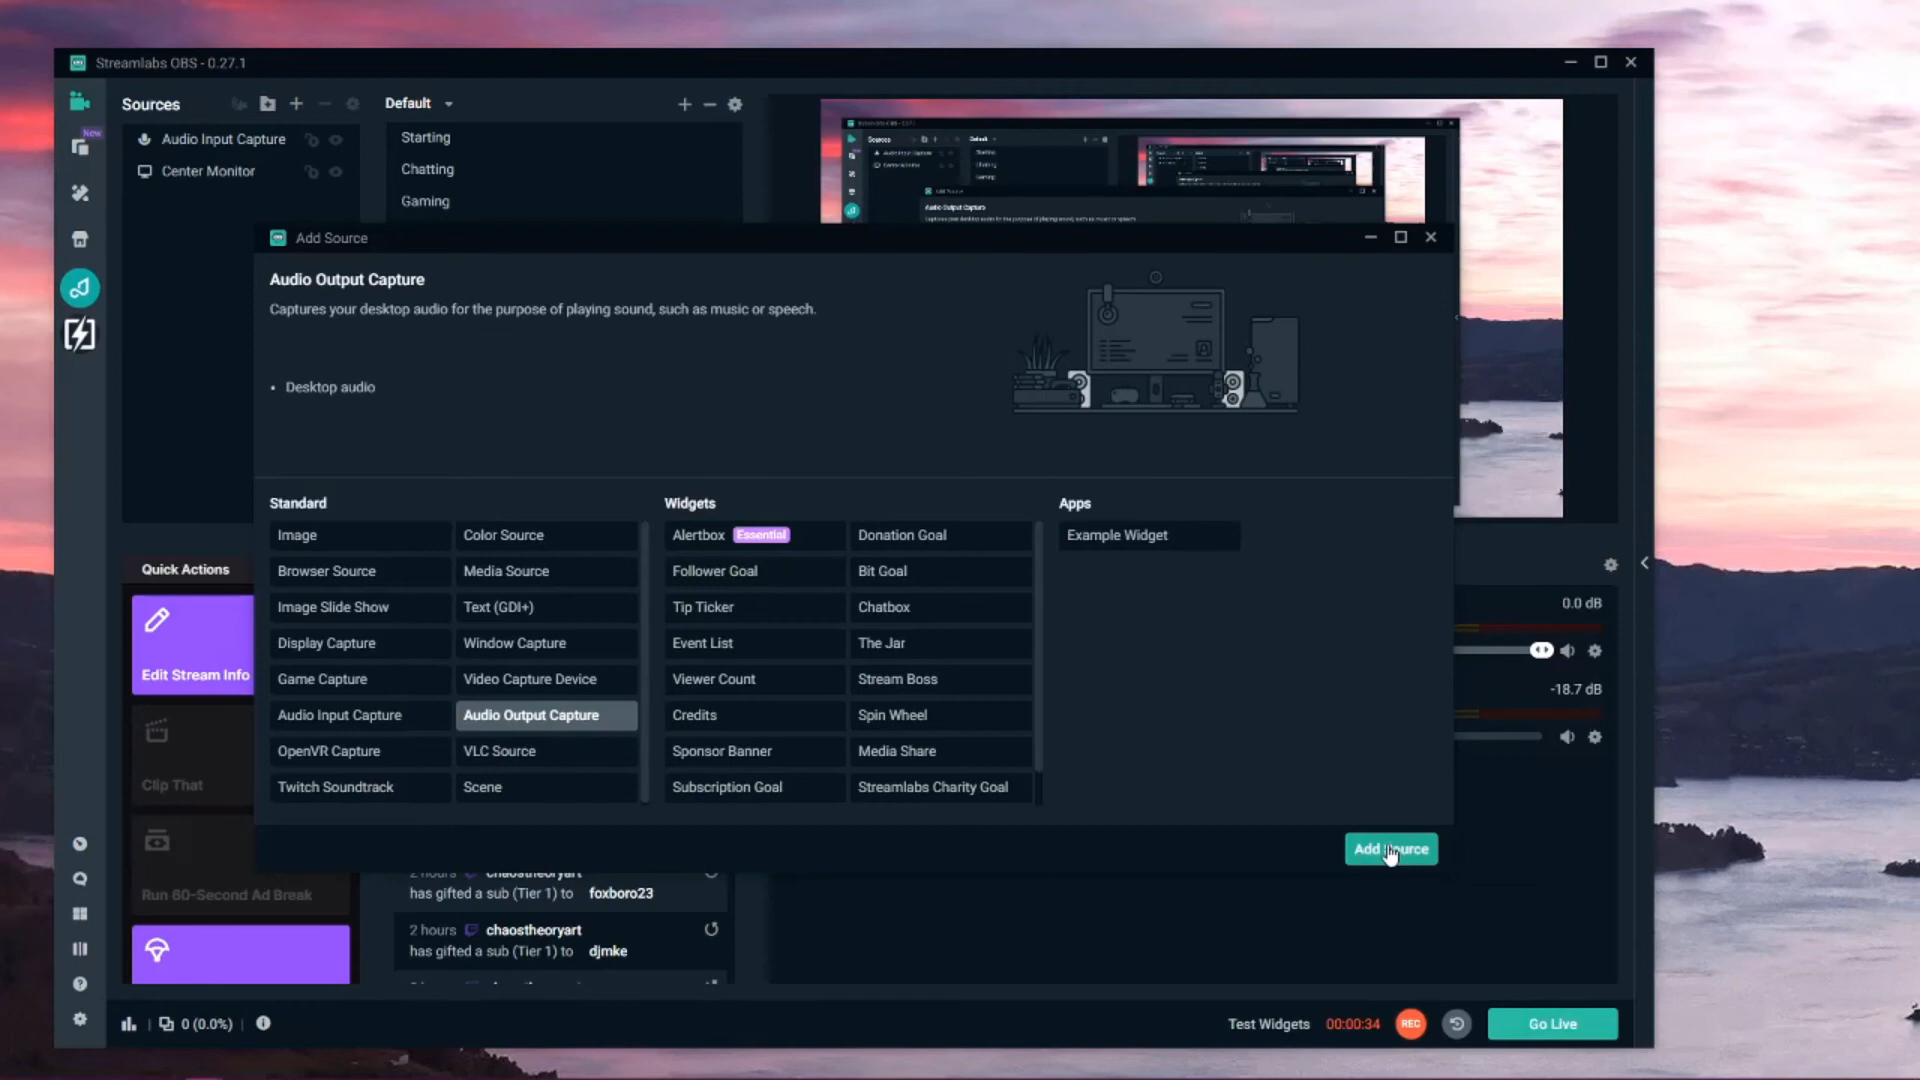 Streamlabs OBS - 0.27.1
Sources
Default
New
Audio Input Capture
Center Monitor
Starting
Chatting
Gaming
Add Source
Audio Output Capture
Captures your desktop audio for the purpose of playing sound, such as music or speech.
• Desktop audio
Standard
Widgets
Apps
Image
Color Source
Alertbox Essential
Donation Goal
Example Widget
Browser Source
Media Source
Follower Goal
Bit Goal
Image Slide Show
Text (GDI+)
Tip Ticker
Chatbox
Display Capture
Window Capture
Event List
The Jar
Game Capture
Video Capture Device
Viewer Count
Stream Boss
Audio Input Capture
Audio Output Capture
Credits
Spin Wheel
OpenVR Capture
VLC Source
Sponsor Banner
Media Share
Twitch Soundtrack
Scene
Subscription Goal
Streamlabs Charity Goal
Add Source
Quick Actions
Edit Stream Info
Clip That
Run 60-Second Ad Break
0.0 dB
-18.7 dB
2 hours chaostheoryart
has gifted a sub (Tier 1) to foxboro23
2 hours chaostheoryart
has gifted a sub (Tier 1) to djmke
0 (0.0%)
Test Widgets
00:00:34
REC
Go Live